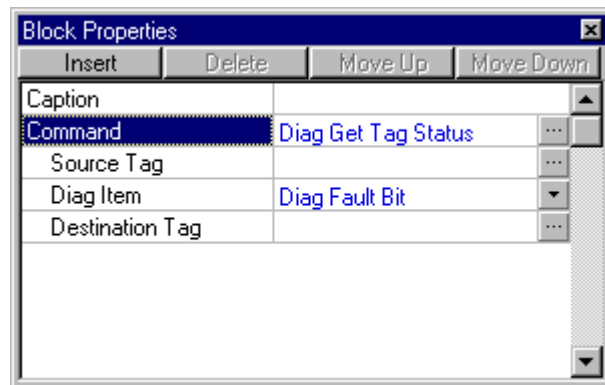 Block Properties
Insert Delete Move Up Move Down
Caption
Command Diag Get Tag Status ...
Source Tag ...
Diag Item Diag Fault Bit
Destination Tag ...